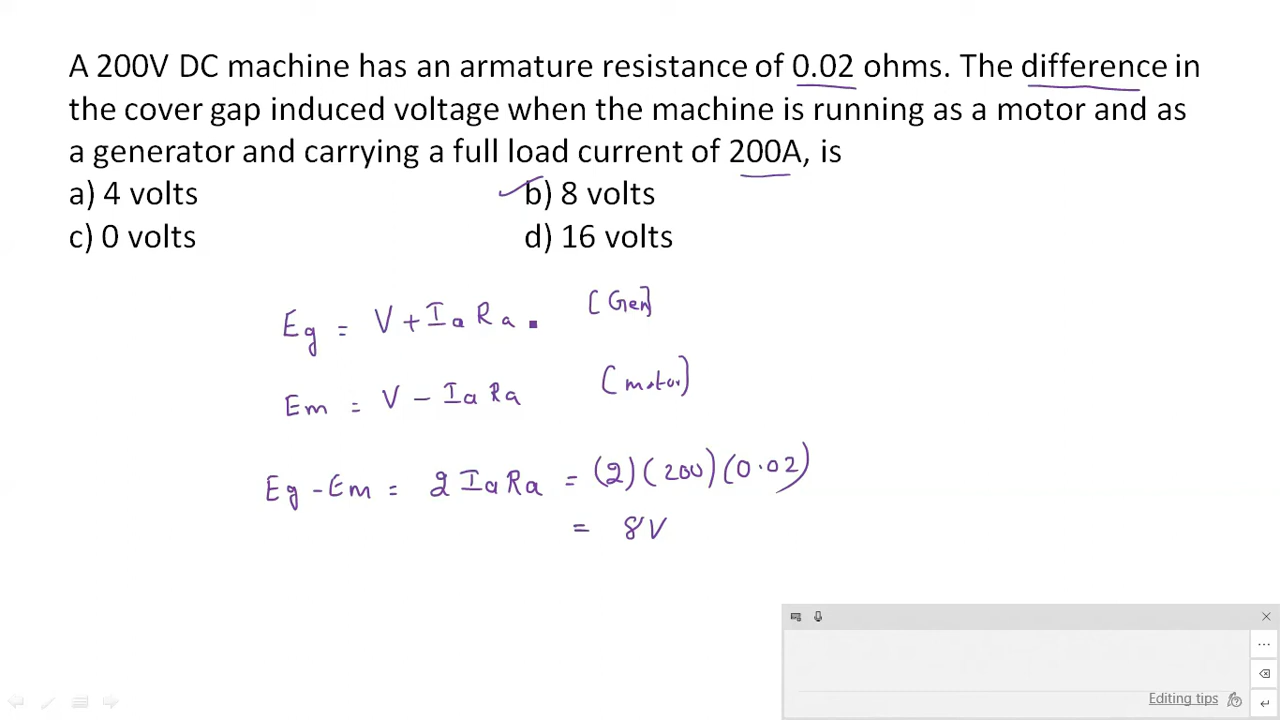 A 200V DC machine has an armature resistance of 0.02 ohms. The difference in
the cover gap induced voltage when the machine is running as a motor and as
a generator and carrying a full load current of 200A, is
a) 4 volts b) 8 volts
c) 0 volts d) 16 volts
Eg = V + IaRa. [Gen]
Em = V - IaRa (motor)
Eg - Em = 2 IaRa = (2)(200)(0.02)
= 8V
Editing tips